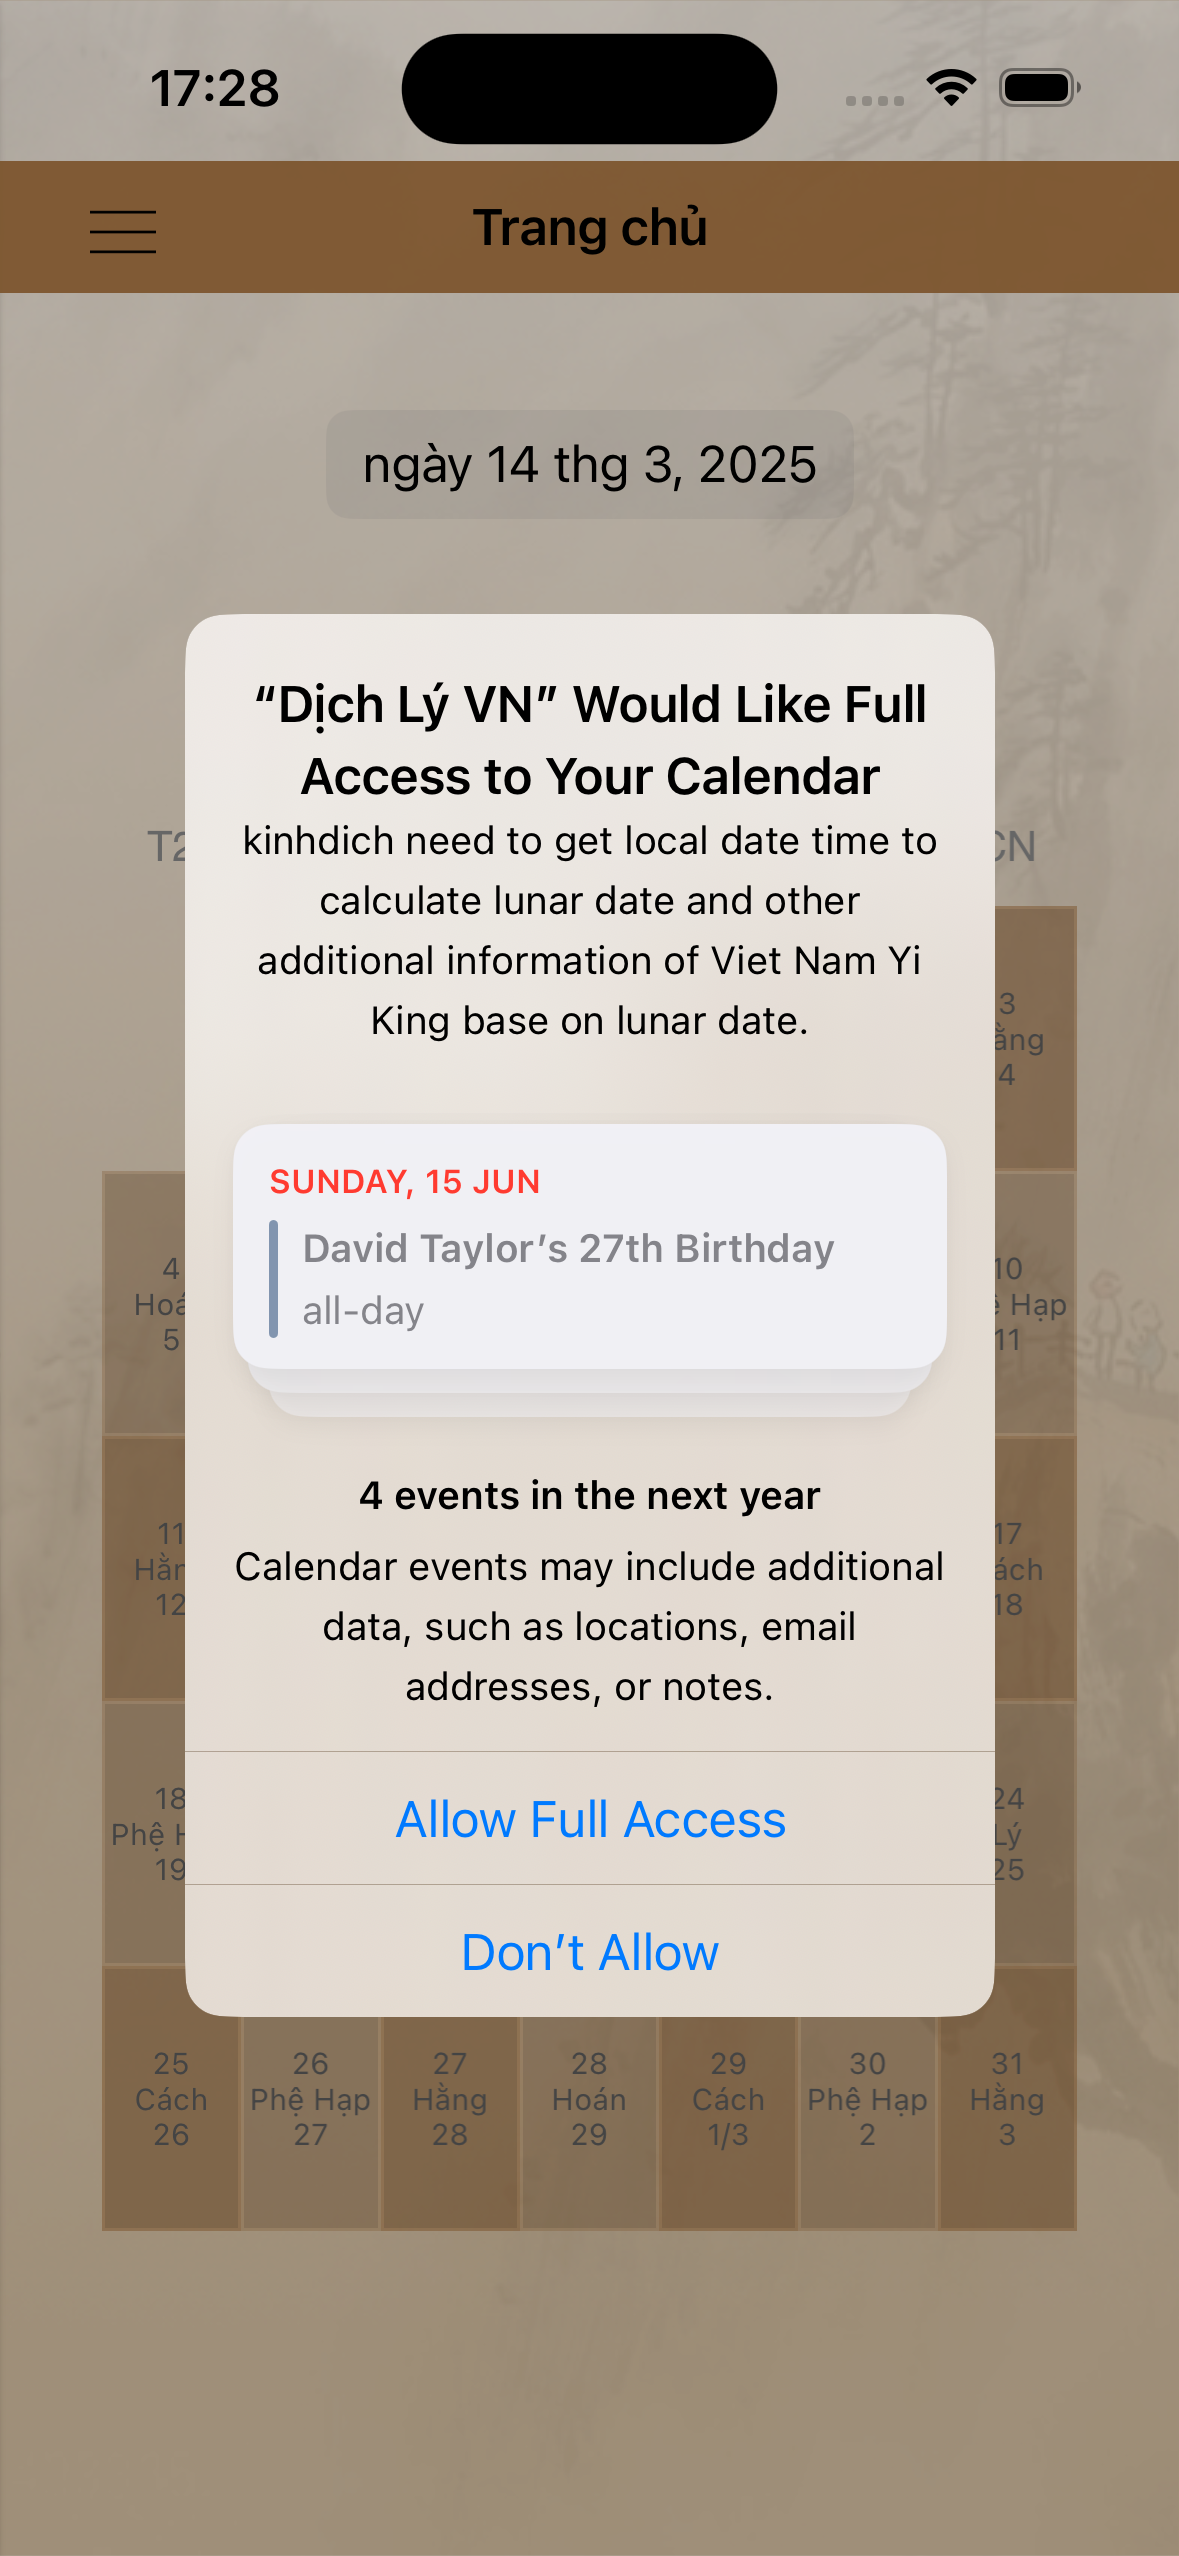 17:28
Trang chủ
ngày 14 thg 3, 2025
“Dịch Lý VN” Would Like Full
Access to Your Calendar
kinhdich need to get local date time to
calculate lunar date and other
additional information of Viet Nam Yi
King base on lunar date.
SUNDAY, 15 JUN
David Taylor’s 27th Birthday
all-day
4 events in the next year
Calendar events may include additional
data, such as locations, email
addresses, or notes.
Allow Full Access
Don’t Allow
CN
3
4
4
5
10
Hạp
11
11
12
17
18
18
Phệ
19
24
Lý
25
25 26 27 28 29 30 31
Cách Phệ Hạp Hằng Hoán Cách Phệ Hạp Hằng
26 27 28 29 1/3 2 3